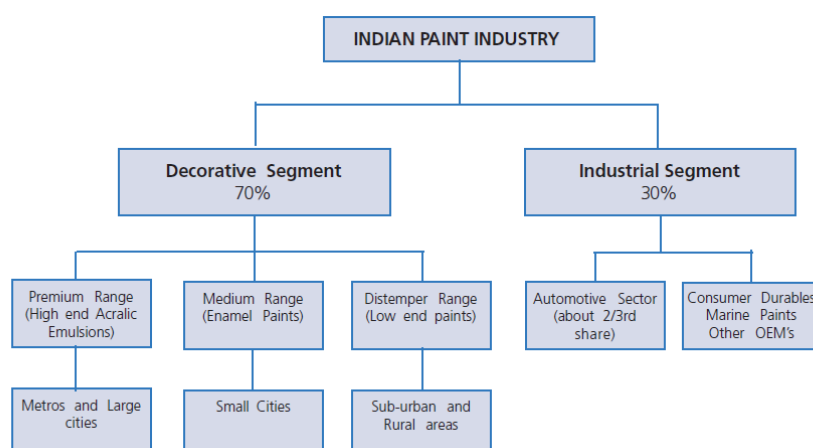 INDIAN PAINT INDUSTRY
Decorative Segment
70%
Industrial Segment
30%
Premium Range
(High end Acralic
Emulsions)
Medium Range
(Enamel Paints)
Distemper Range
(Low end paints)
Automotive Sector
(about 2/3rd
share)
Consumer Durables
Marine Paints
Other OEM's
Metros and Large
cities
Small Cities
Sub-urban and
Rural areas